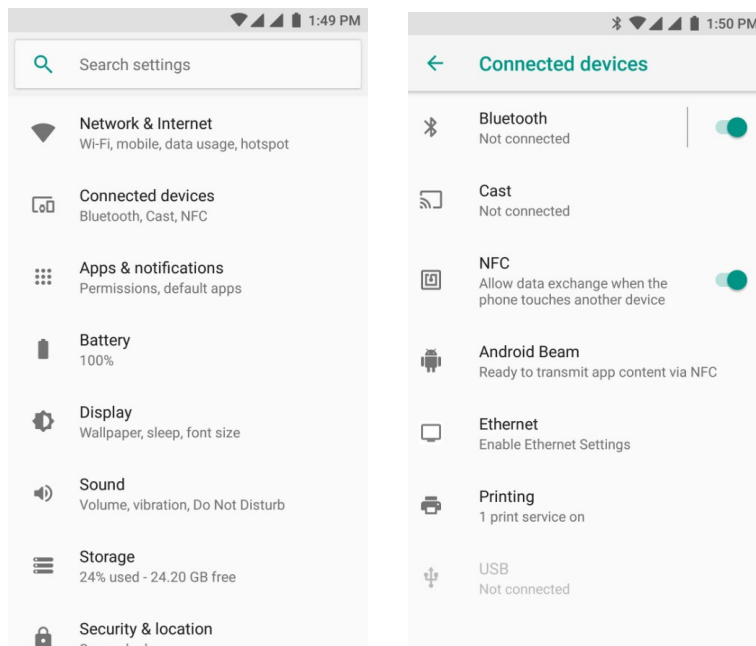 1:49 PM
Search settings
Network & Internet
Wi-Fi, mobile, data usage, hotspot
Connected devices
Bluetooth, Cast, NFC
Apps & notifications
Permissions, default apps
Battery
100%
Display
Wallpaper, sleep, font size
Sound
Volume, vibration, Do Not Disturb
Storage
24% used - 24.20 GB free
Security & location
1:50 PM
Connected devices
Bluetooth
Not connected
Cast
Not connected
NFC
Allow data exchange when the
phone touches another device
Android Beam
Ready to transmit app content via NFC
Ethernet
Enable Ethernet Settings
Printing
1 print service on
USB
Not connected